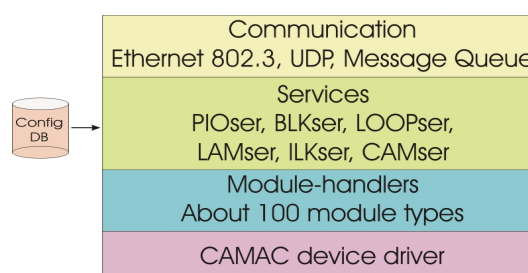 Communication
Ethernet 802.3, UDP, Message Queue
Config
DB
Services
PIOser, BLKser, LOOPser,
LAMser, ILKser, CAMser
Module-handlers
About 100 module types
CAMAC device driver